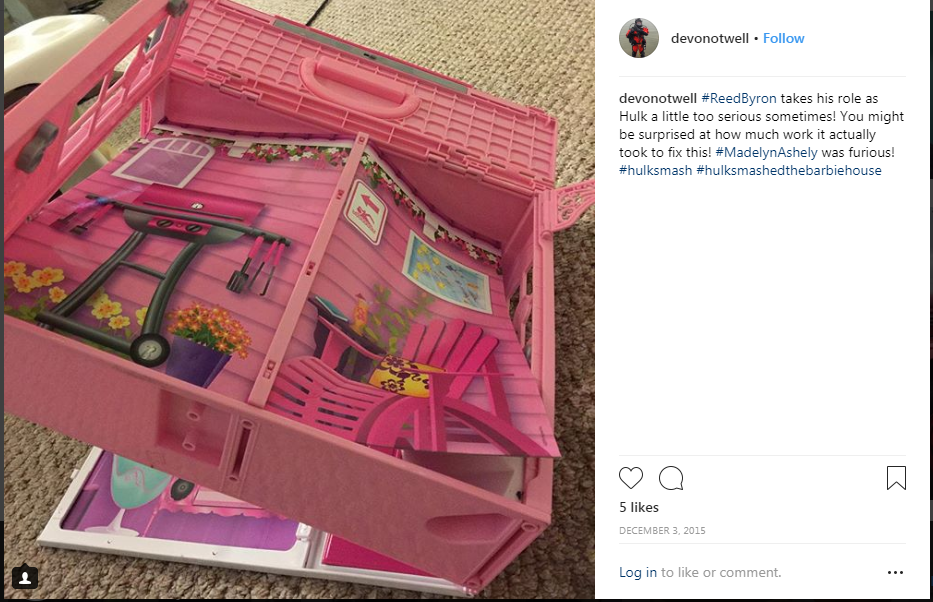 devonotwell • Follow
devonotwell #ReedByron takes his role as
Hulk a little too serious sometimes! You might
be surprised at how much work it actually
took to fix this! #MadelynAshely was furious!
#hulksmash #hulksmashedthebarbiehouse
5 likes
DECEMBER 3, 2015
Log in to like or comment.